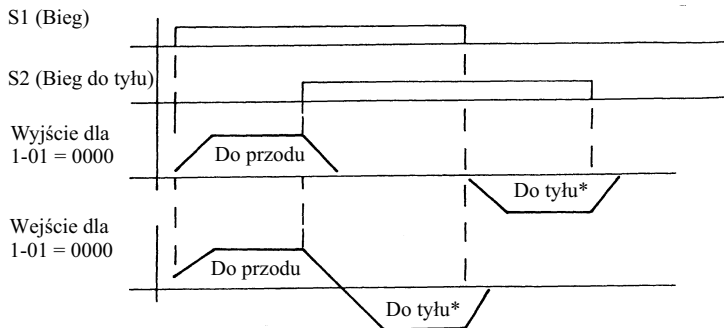 S1 (Bieg)
S2 (Bieg do tyłu)
Wyjście dla
1-01 = 0000
Do przodu
Do tyłu*
Wejście dla
1-01 = 0000
Do przodu
Do tyłu*